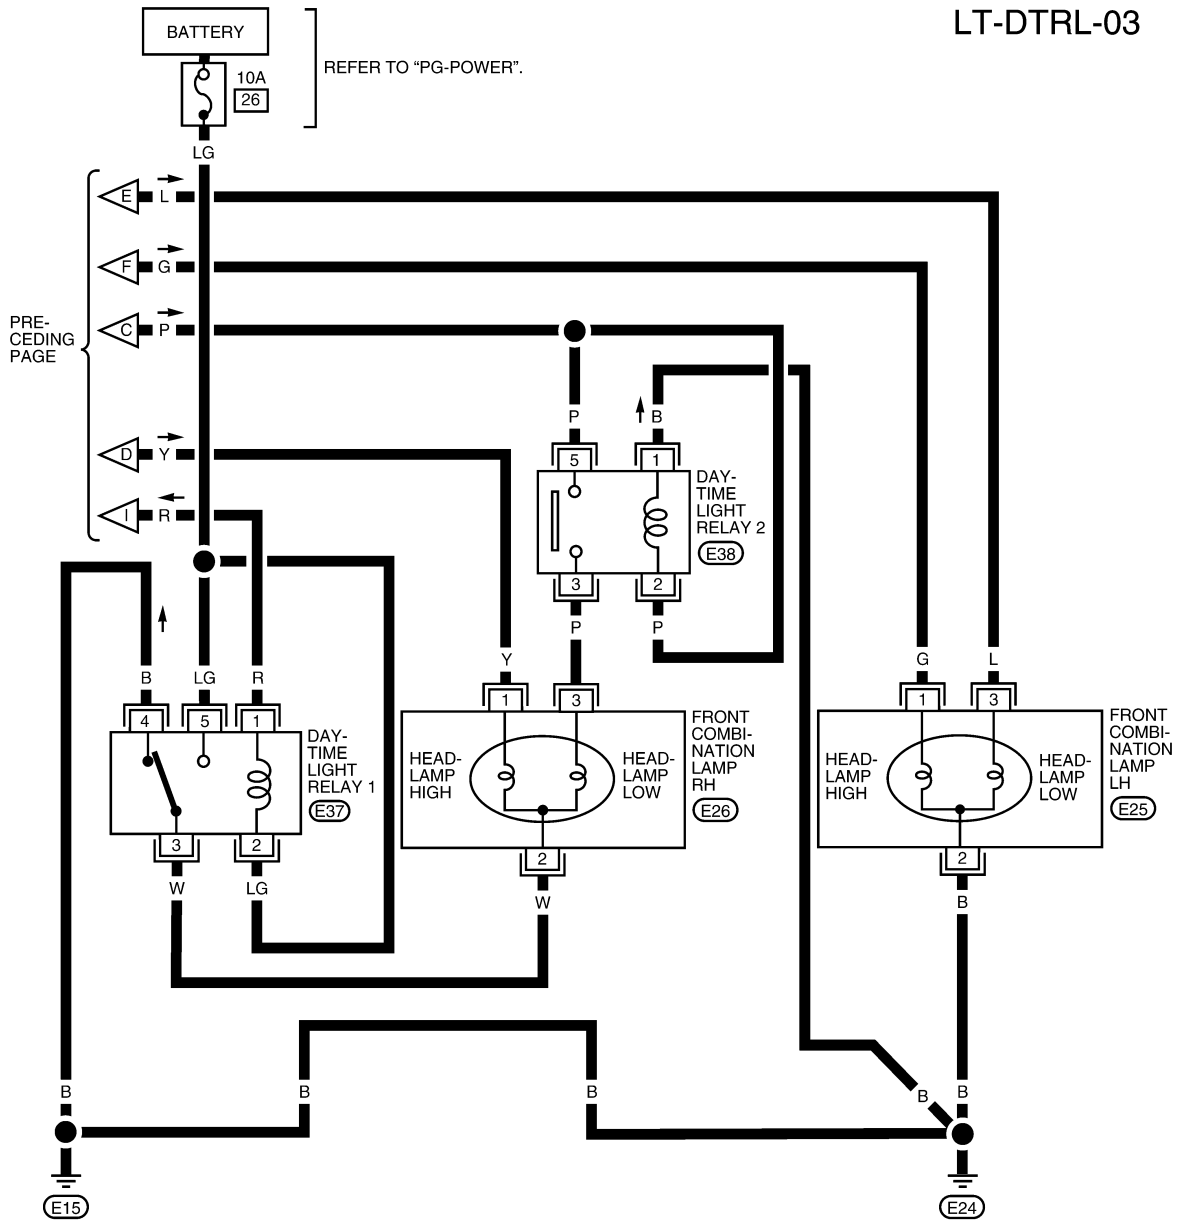 LT-DTRL-03
BATTERY
10A
26
REFER TO “PG-POWER”.
LG
E L
F G
C P
PRE-
CEDING
PAGE
D Y
I R
P
B
5 1
DAY-
TIME
LIGHT
RELAY 2
E38
3 2
P P
B LG R
4 5 1
DAY-
TIME
LIGHT
RELAY 1
E37
3 2
W LG
Y
1 3
HEAD-
LAMP
HIGH
HEAD-
LAMP
LOW
FRONT
COMBI-
NATION
LAMP
RH
E26
2
W
G L
1 3
HEAD-
LAMP
HIGH
HEAD-
LAMP
LOW
FRONT
COMBI-
NATION
LAMP
LH
E25
2
B
B B B B B
E15
E24